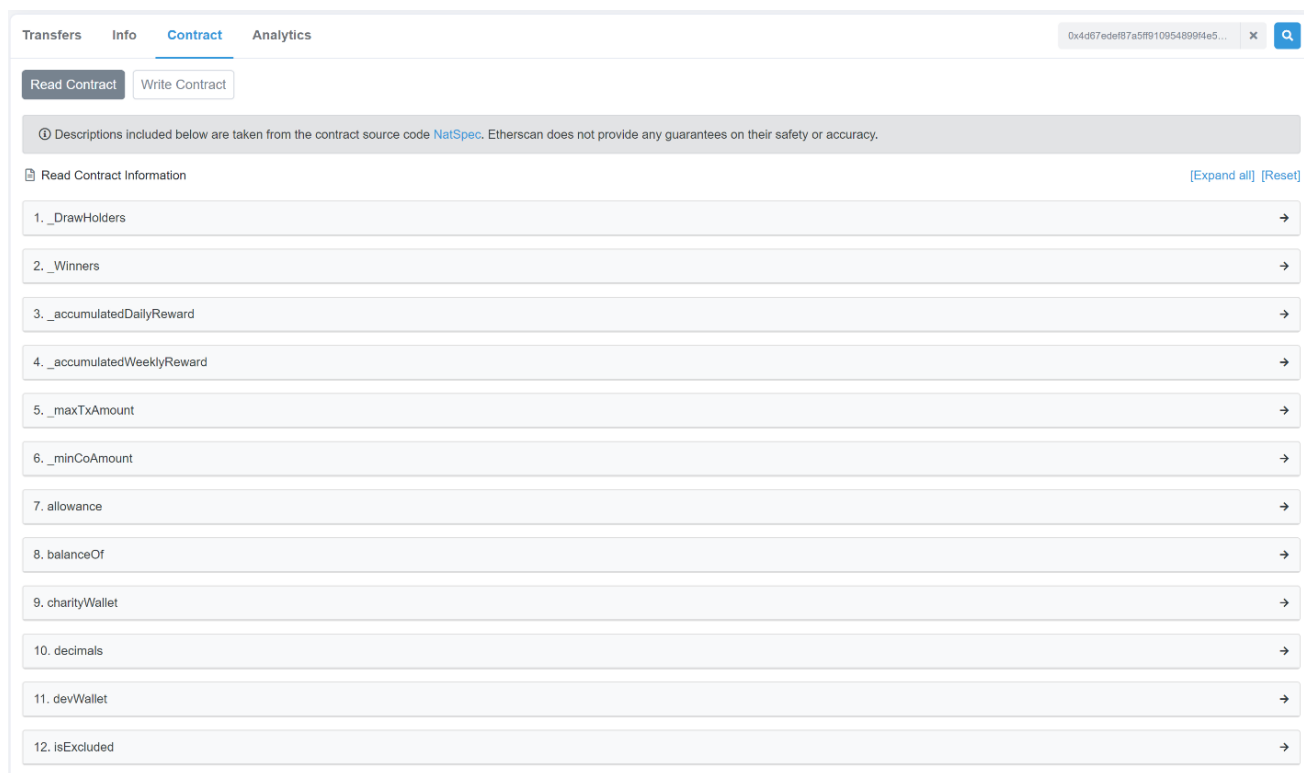 Transfers Info Contract Analytics 0x4d67edef87a5ff910954899f4e5...
Read Contract Write Contract
Descriptions included below are taken from the contract source code NatSpec. Etherscan does not provide any guarantees on their safety or accuracy.
Read Contract Information [Expand all] [Reset]
1. _DrawHolders
2. _Winners
3. _accumulatedDailyReward
4. _accumulatedWeeklyReward
5. _maxTxAmount
6. _minCoAmount
7. allowance
8. balanceOf
9. charityWallet
10. decimals
11. devWallet
12. isExcluded